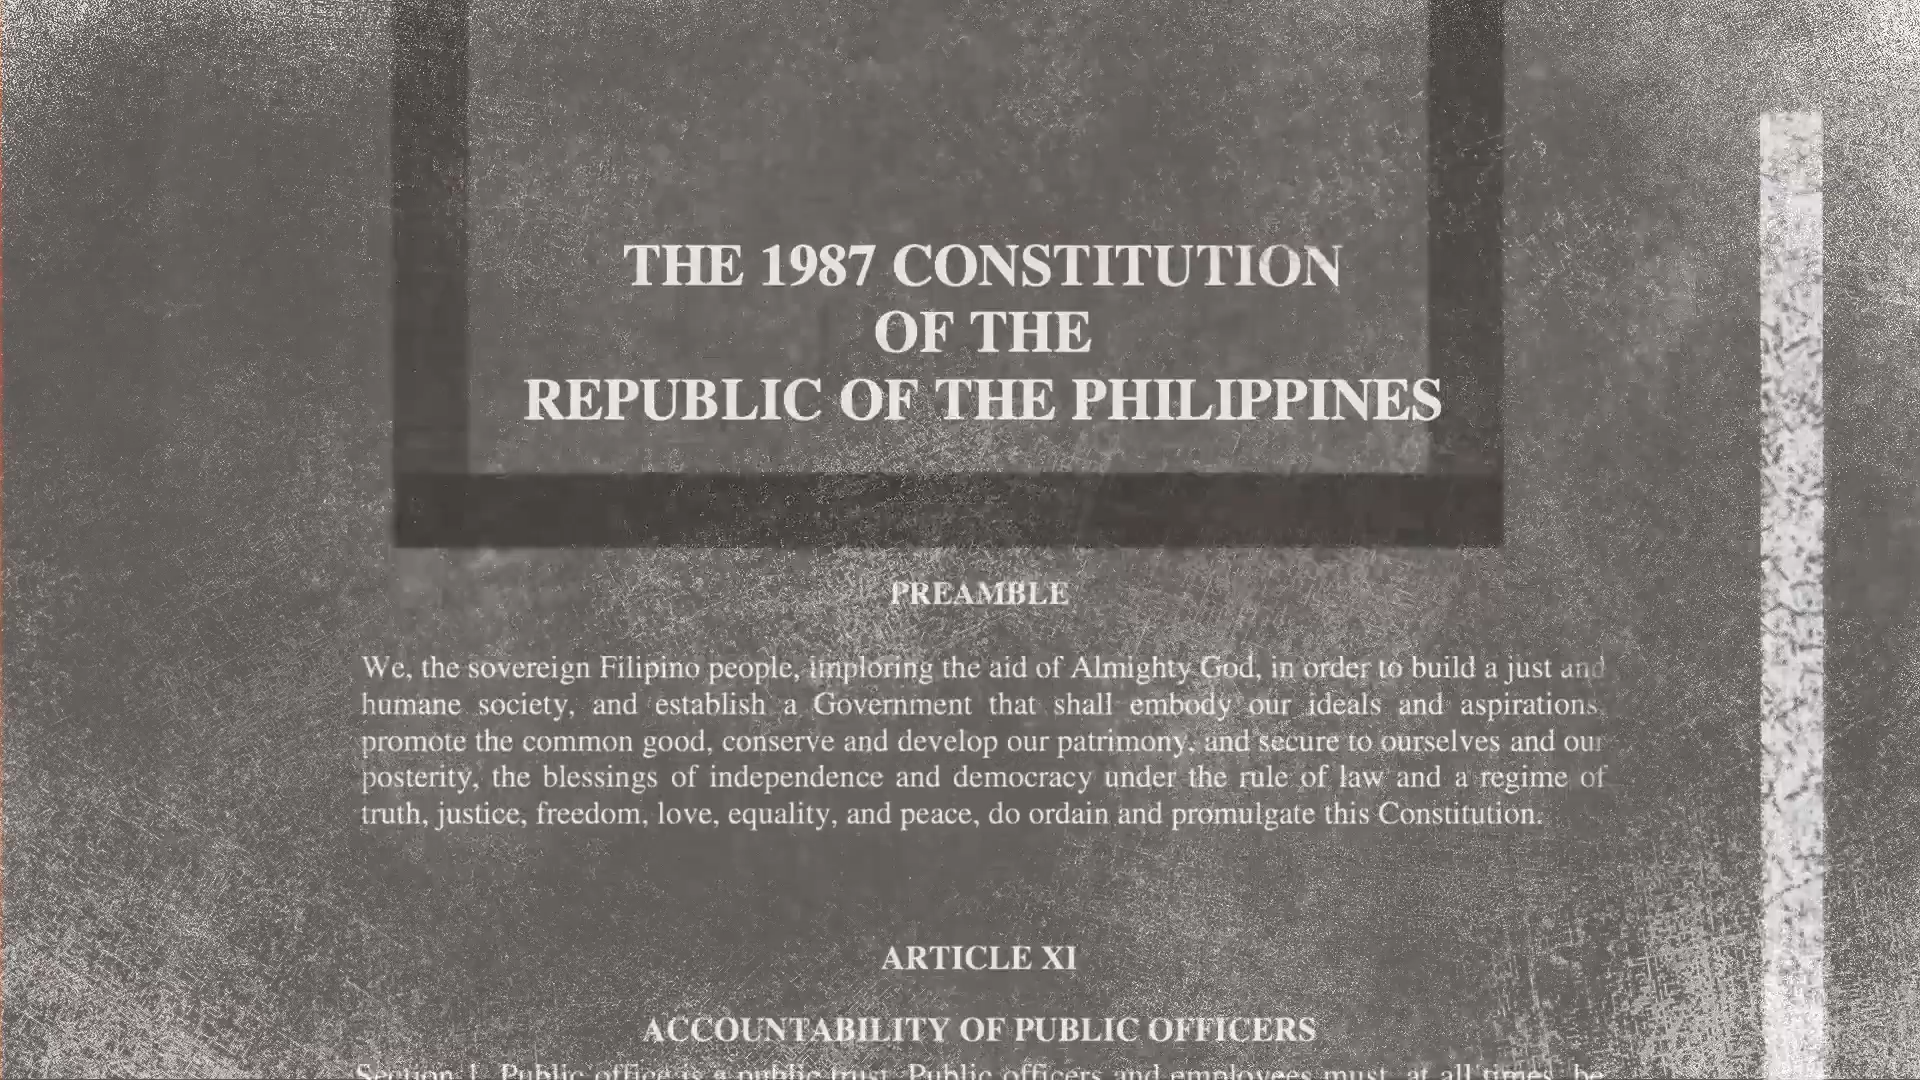 THE 1987 CONSTITUTION
OF THE
REPUBLIC OF THE PHILIPPINES
PREAMBLE
We, the sovereign Filipino people, imploring the aid of Almighty God, in order to build a just and
humane society, and establish a Government that shall embody our ideals and aspirations,
promote the common good, conserve and develop our patrimony, and secure to ourselves and our
posterity, the blessings of independence and democracy under the rule of law and a regime of
truth, justice, freedom, love, equality, and peace, do ordain and promulgate this Constitution.
ARTICLE XI
ACCOUNTABILITY OF PUBLIC OFFICERS
Section 1. Public office is a public trust. Public officers and employees must, at all times, be